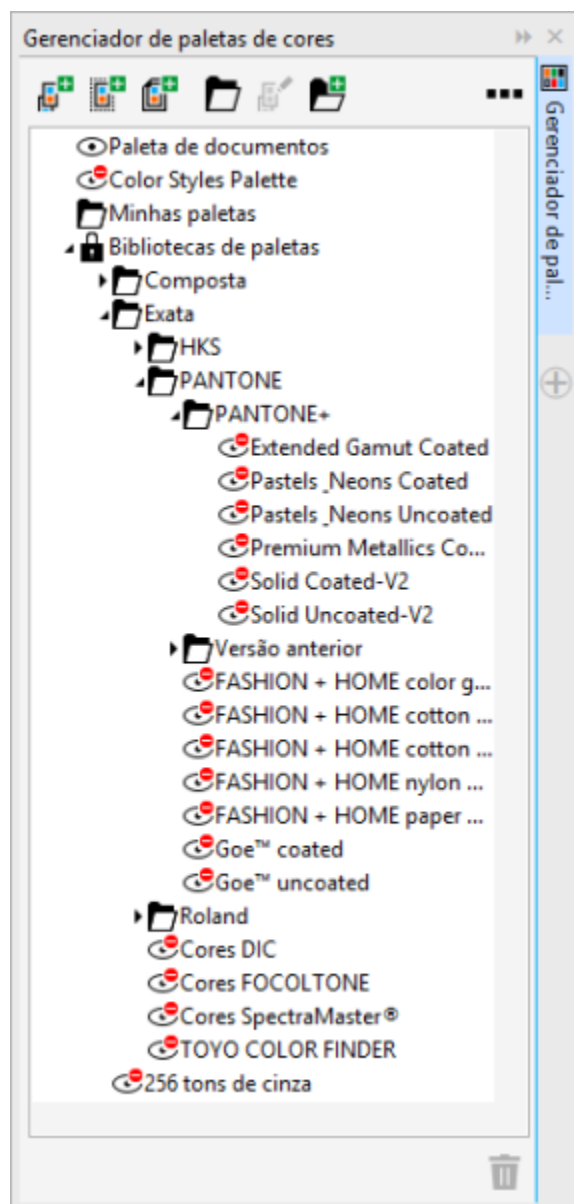 Gerenciador de paletas de cores
Gerenciador de pal...
Paleta de documentos
Color Styles Palette
Minhas paletas
Bibliotecas de paletas
Composta
Exata
HKS
PANTONE
PANTONE+
Extended Gamut Coated
Pastels _Neons Coated
Pastels _Neons Uncoated
Premium Metallics Co...
Solid Coated-V2
Solid Uncoated-V2
Versão anterior
FASHION + HOME color g...
FASHION + HOME cotton ...
FASHION + HOME cotton ...
FASHION + HOME nylon ...
FASHION + HOME paper ...
Goe™ coated
Goe™ uncoated
Roland
Cores DIC
Cores FOCOLTONE
Cores SpectraMaster®
TOYO COLOR FINDER
256 tons de cinza